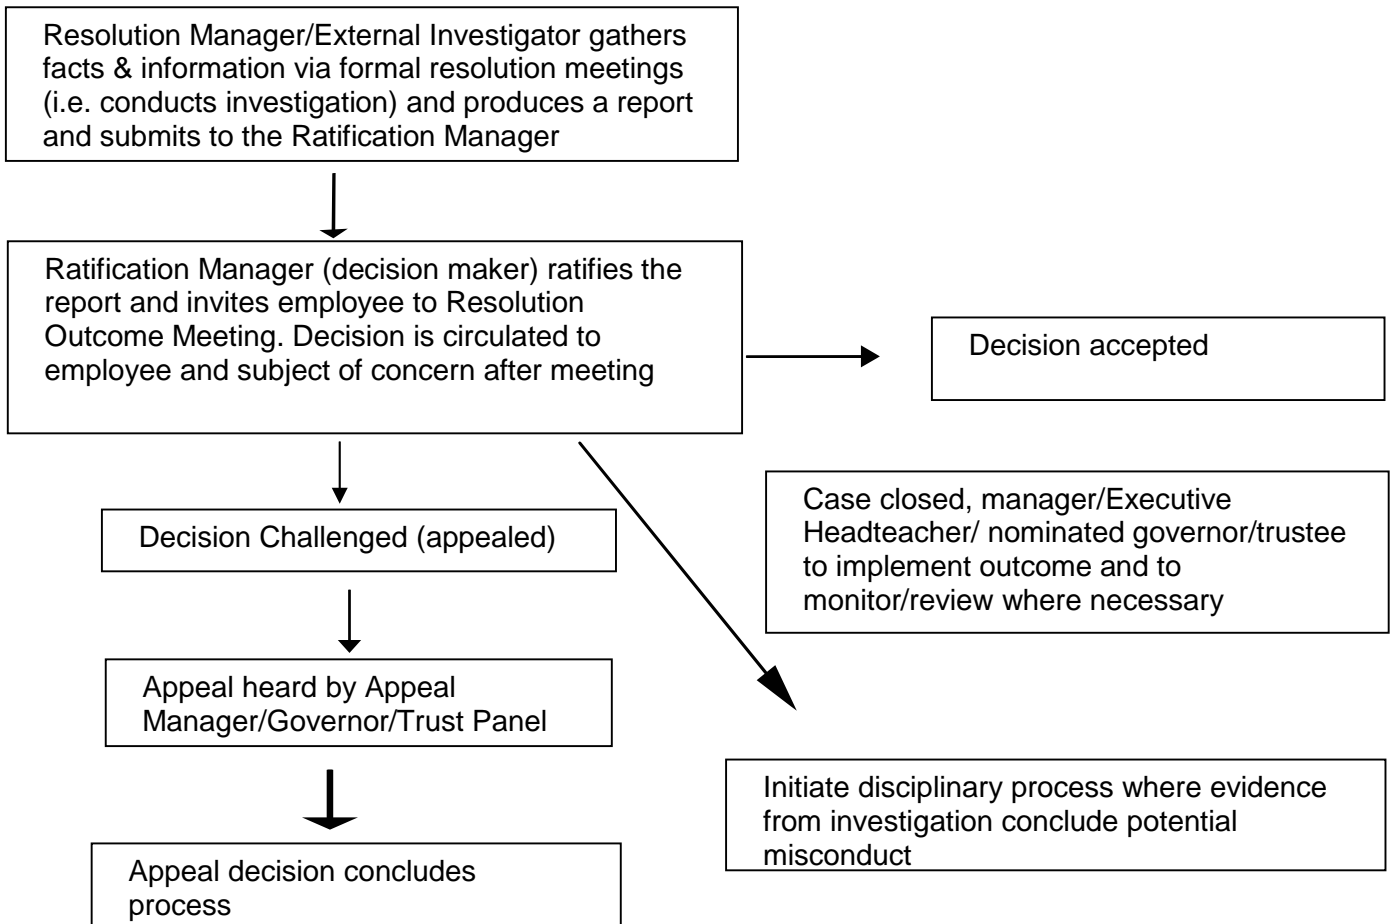 Resolution Manager/External Investigator gathers
facts & information via formal resolution meetings
(i.e. conducts investigation) and produces a report
and submits to the Ratification Manager
Ratification Manager (decision maker) ratifies the
report and invites employee to Resolution
Outcome Meeting. Decision is circulated to
employee and subject of concern after meeting
Decision accepted
Case closed, manager/Executive
Headteacher/ nominated governor/trustee
to implement outcome and to
monitor/review where necessary
Decision Challenged (appealed)
Appeal heard by Appeal
Manager/Governor/Trust Panel
Initiate disciplinary process where evidence
from investigation conclude potential
misconduct
Appeal decision concludes
process